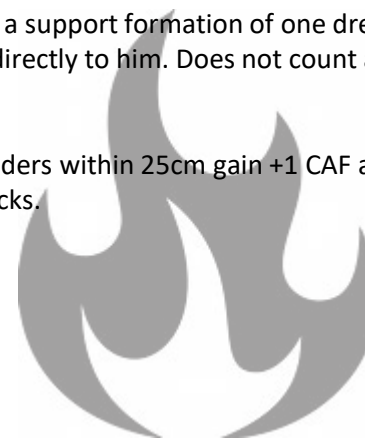 a support formation of one dre
directly to him. Does not count a
ders within 25cm gain +1 CAF a
cks.